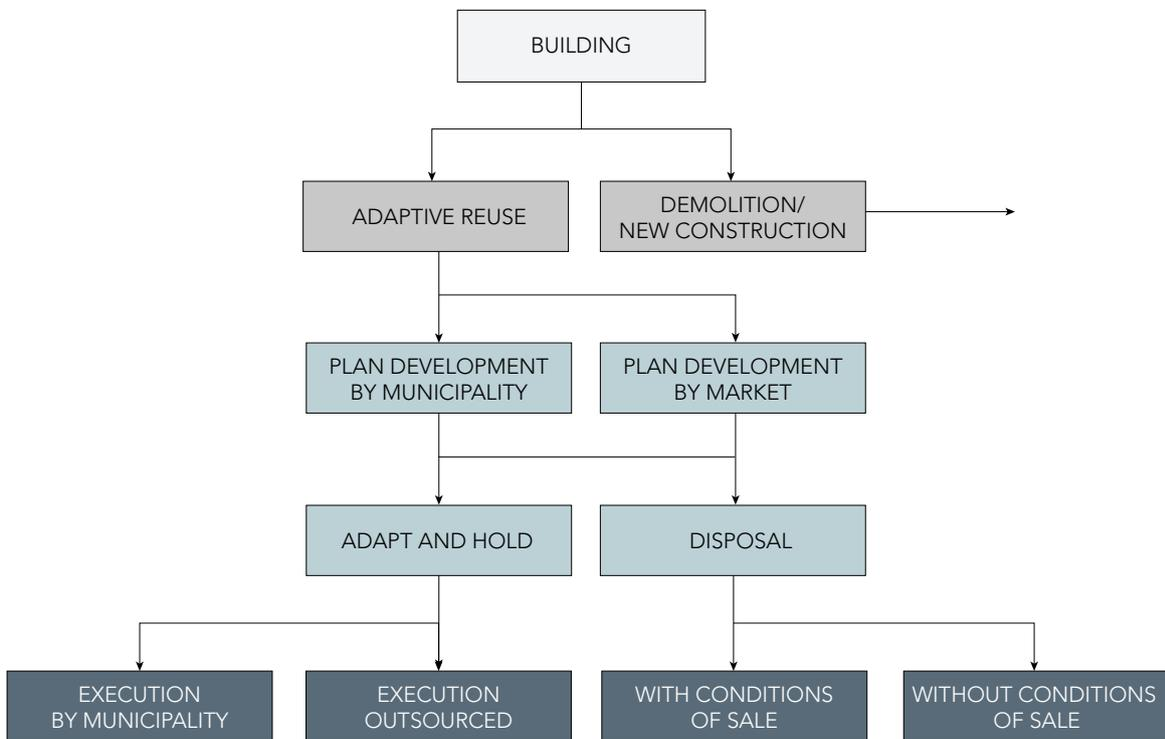 BUILDING
ADAPTIVE REUSE
DEMOLITION/
NEW CONSTRUCTION
PLAN DEVELOPMENT
BY MUNICIPALITY
PLAN DEVELOPMENT
BY MARKET
ADAPT AND HOLD
DISPOSAL
EXECUTION
BY MUNICIPALITY
EXECUTION
OUTSOURCED
WITH CONDITIONS
OF SALE
WITHOUT CONDITIONS
OF SALE